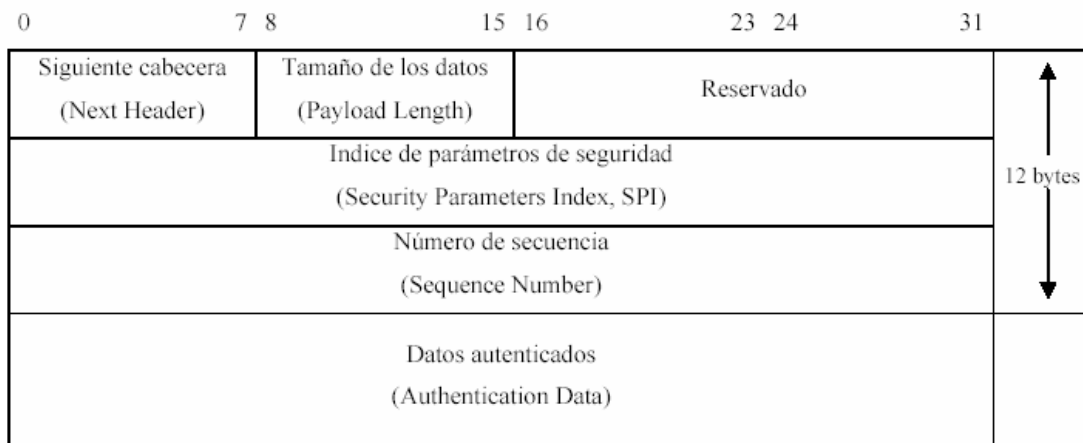 0 7 8 15 16 23 24 31
Siguiente cabecera
(Next Header)
Tamaño de los datos
(Payload Length)
Reservado
Indice de parámetros de seguridad
(Security Parameters Index, SPI)
12 bytes
Número de secuencia
(Sequence Number)
Datos autenticados
(Authentication Data)